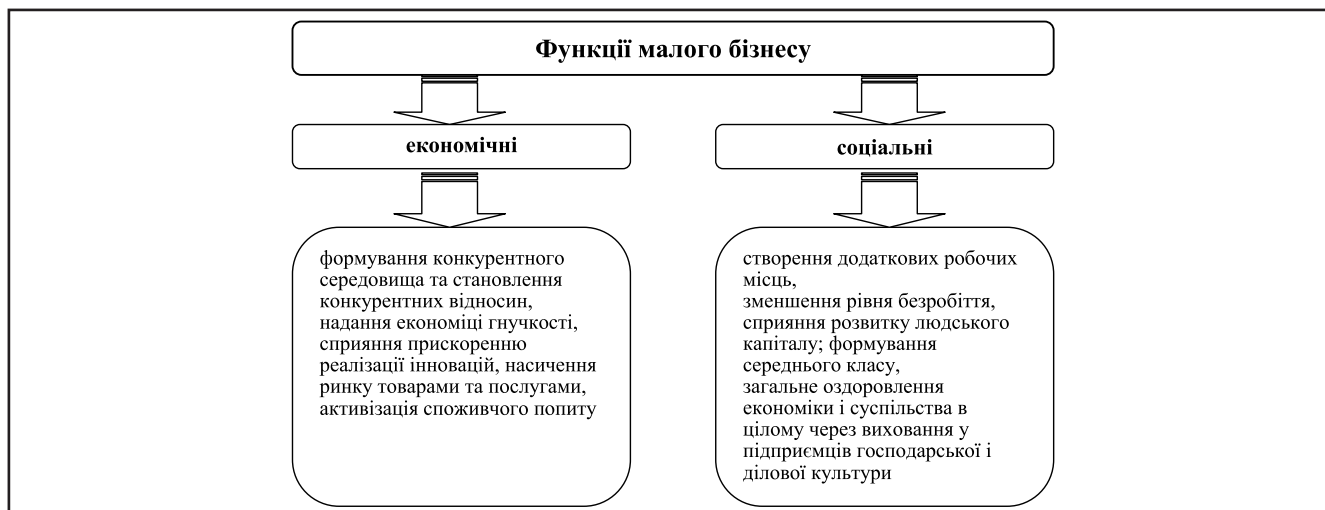 Функції малого бізнесу
економічні
соціальні
формування конкурентного
середовища та становлення
конкурентних відносин,
надання економіці гнучкості,
сприяння прискоренню
реалізації інновацій, насичення
ринку товарами та послугами,
активізація споживчого попиту
створення додаткових робочих
місць,
зменшення рівня безробіття,
сприяння розвитку людського
капіталу; формування
середнього класу,
загальне оздоровлення
економіки і суспільства в
цілому через виховання у
підприємців господарської і
ділової культури